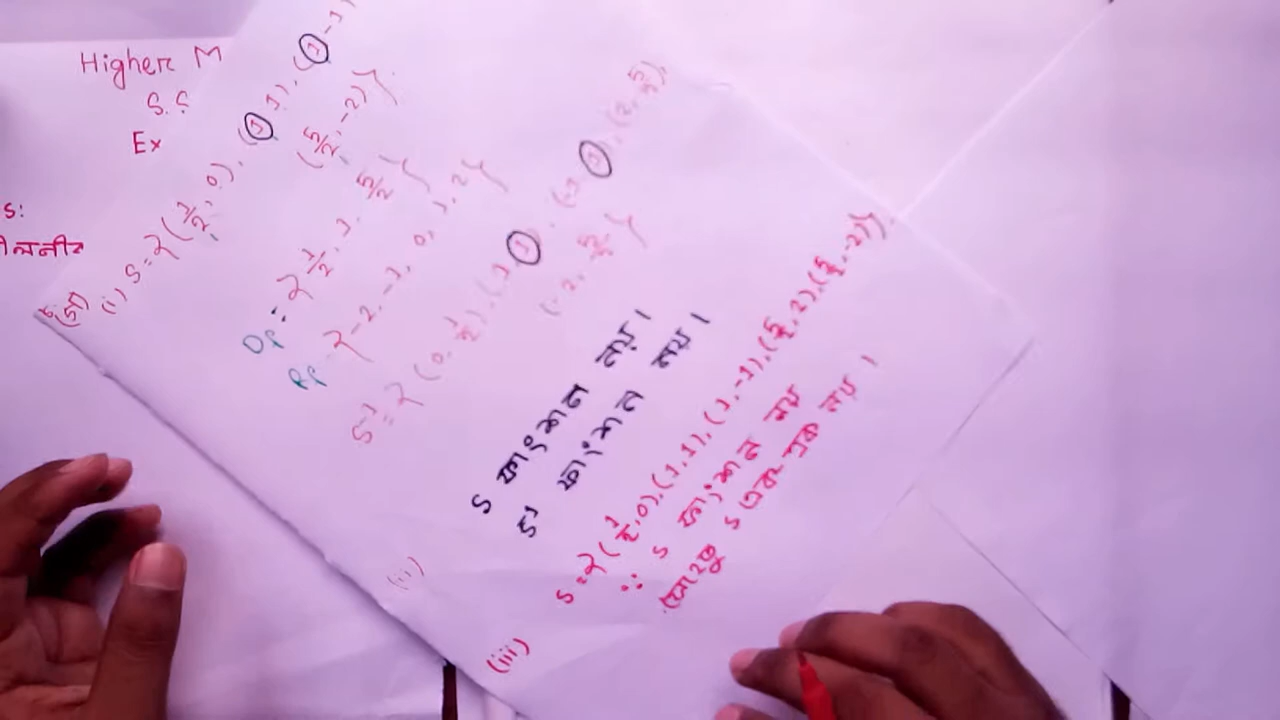 Higher M
S.S
Ex
S:
(i) S = {(1/2, 0), (1, 1), (1, -1)
(5/2, -2)}
DP: {1/2, 1, 5/2}
RP = {-2, -1, 0, 1, 2}
S⁻¹ = {(0, 1/2), (1, 1), (-1, 1), (2, 5/2),
(-2, 5/2)}
(ii) S ফাংশন নয়।
S⁻¹ ফাংশন নয়।
(iii) S = {(1/2, 0), (1, 1), (1, -1), (5/2, 2), (5/2, -2)}
∴ S ফাংশন নয়
যেহেতু S এক-এক নয়।